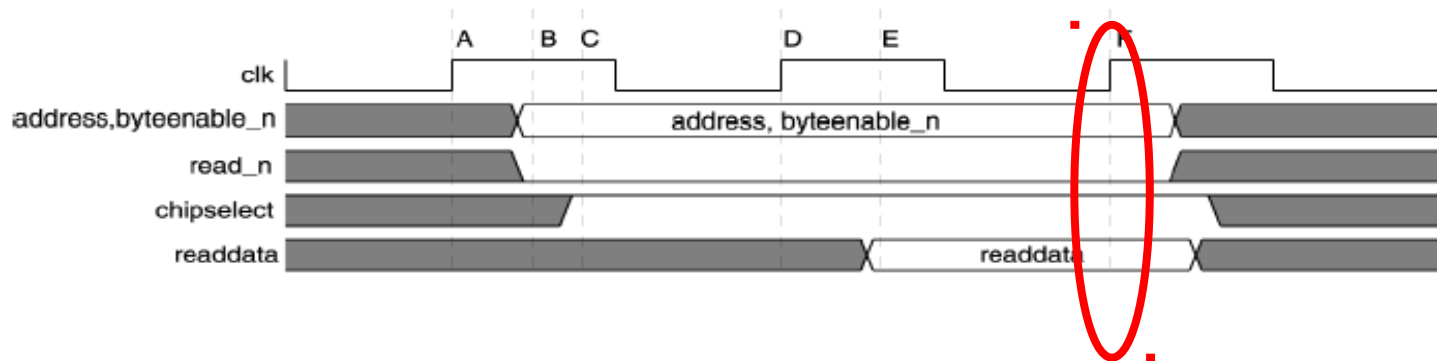 A B C D E F
clk
address,byteenable_n address, byteenable_n
read_n
chipselect
readdata readdata